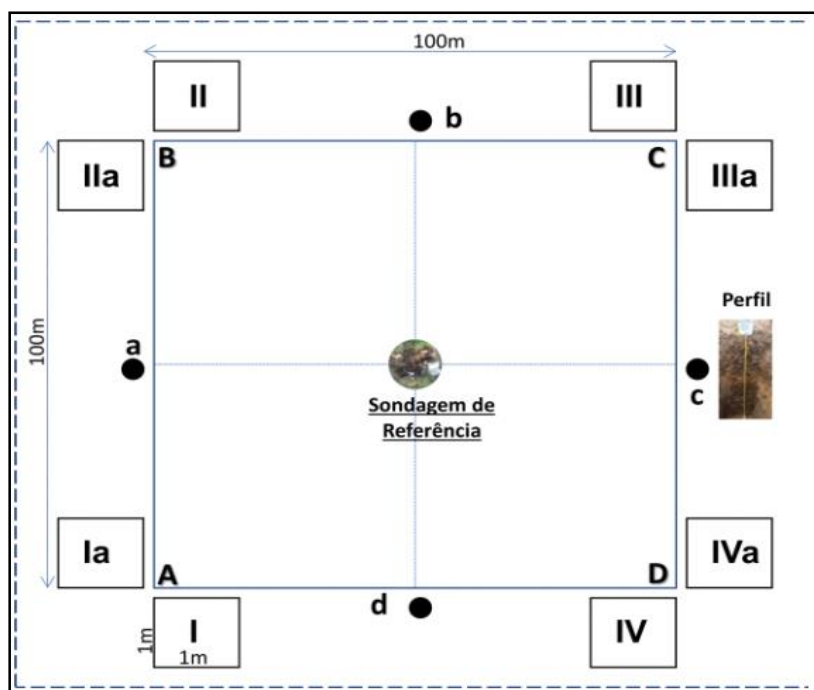 100m
II
III
b
B
C
IIa
IIIa
100m
Perfil
a
c
Sondagem de
Referência
Ia
IVa
A
D
d
I
IV
1m
1m